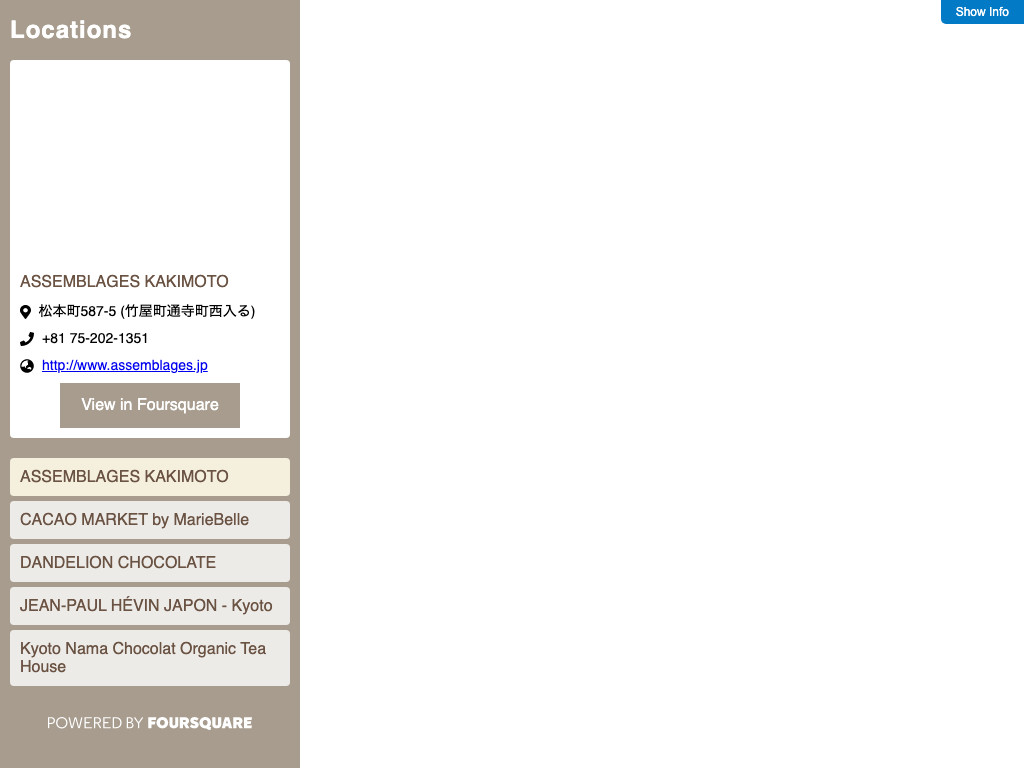 Locations
Show Info
ASSEMBLAGES KAKIMOTO
松本町587-5 (竹屋町通寺町西入る)
+81 75-202-1351
http://www.assemblages.jp
View in Foursquare
ASSEMBLAGES KAKIMOTO
CACAO MARKET by MarieBelle
DANDELION CHOCOLATE
JEAN-PAUL HÉVIN JAPON - Kyoto
Kyoto Nama Chocolat Organic Tea
House
POWERED BY FOURSQUARE